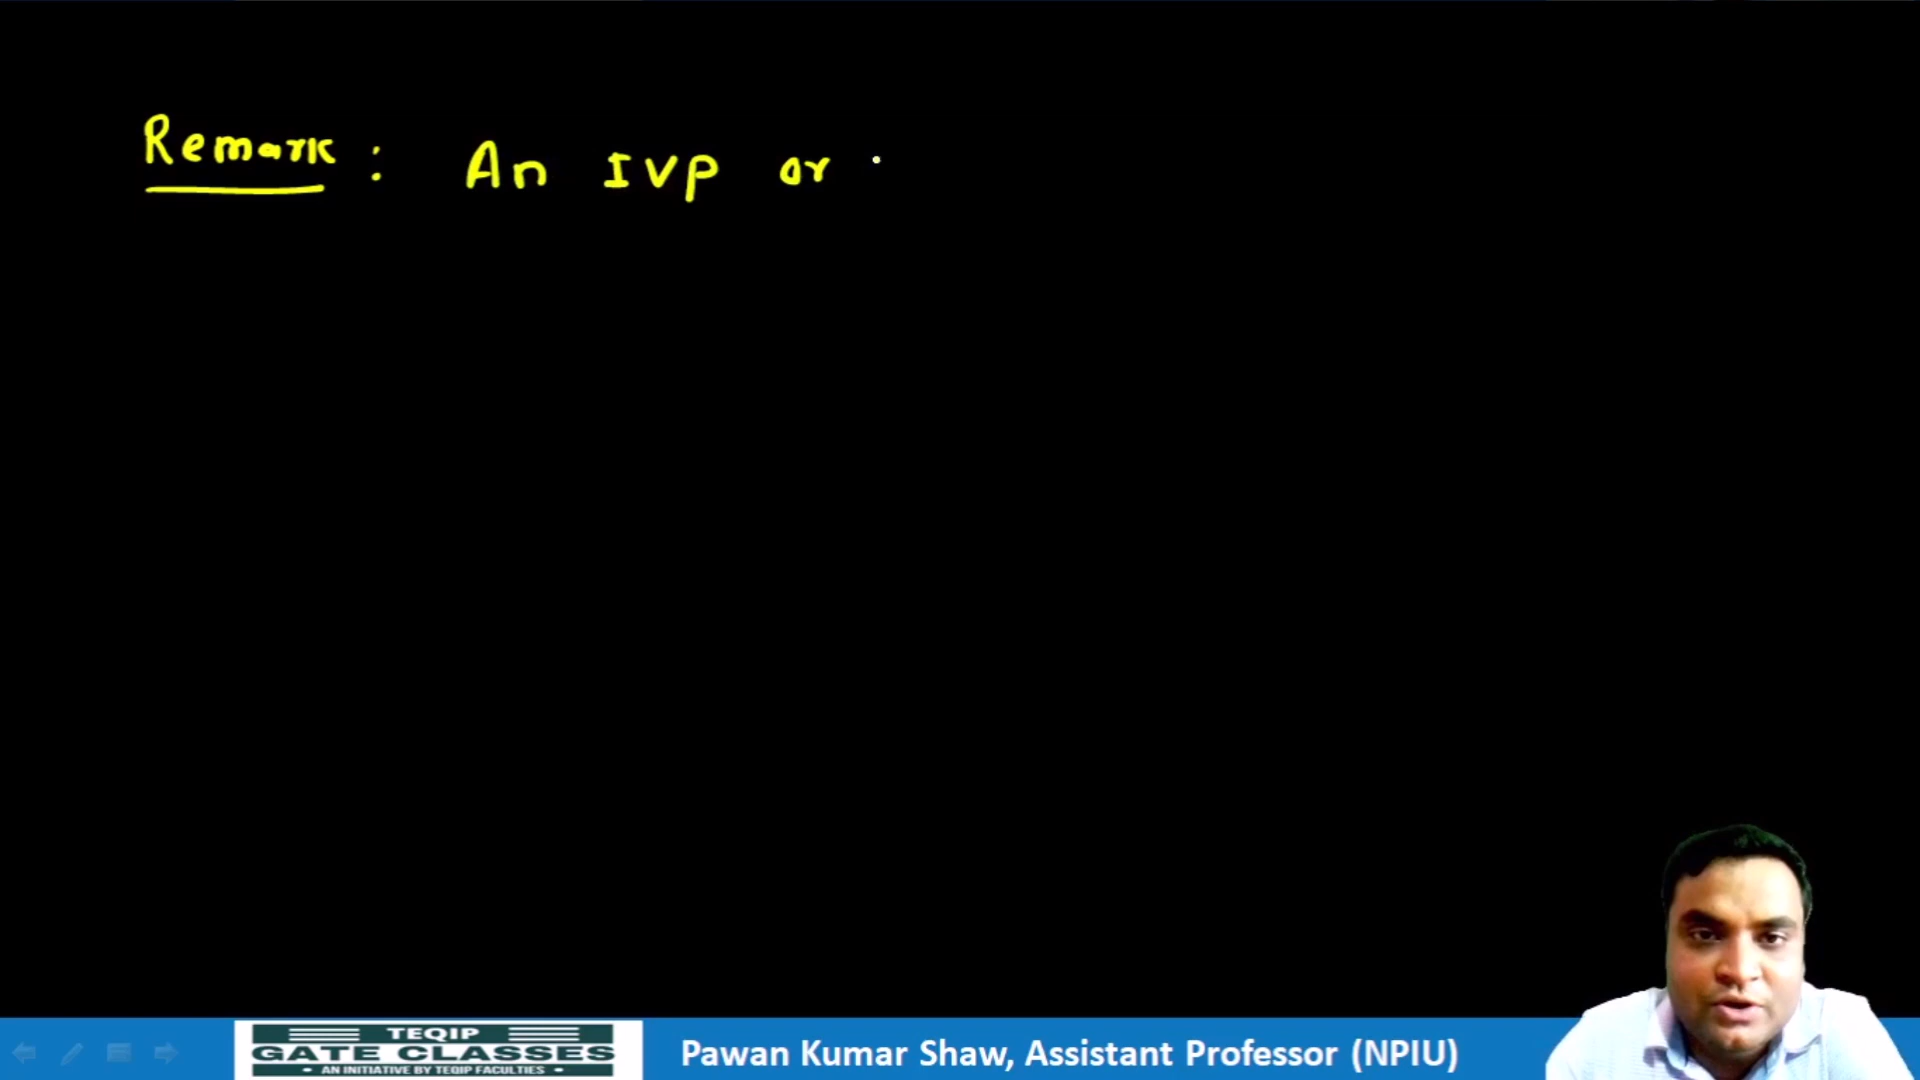 Remark : An IVP or
TEQIP
GATE CLASSES
• AN INITIATIVE BY TEQIP FACULTIES •
Pawan Kumar Shaw, Assistant Professor (NPIU)